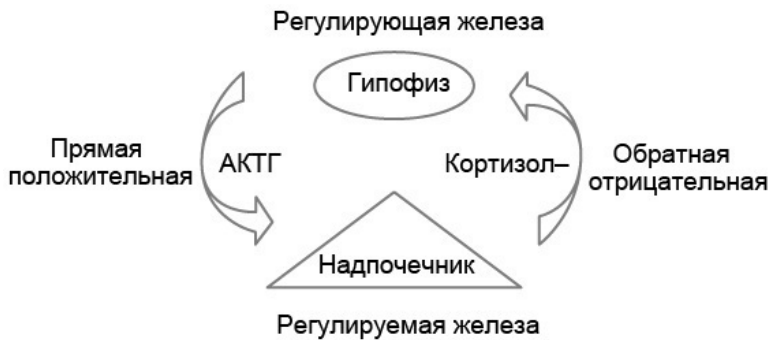 Регулирующая железа
Гипофиз
Прямая
положительная
АКТГ
Кортизол–
Обратная
отрицательная
Надпочечник
Регулируемая железа